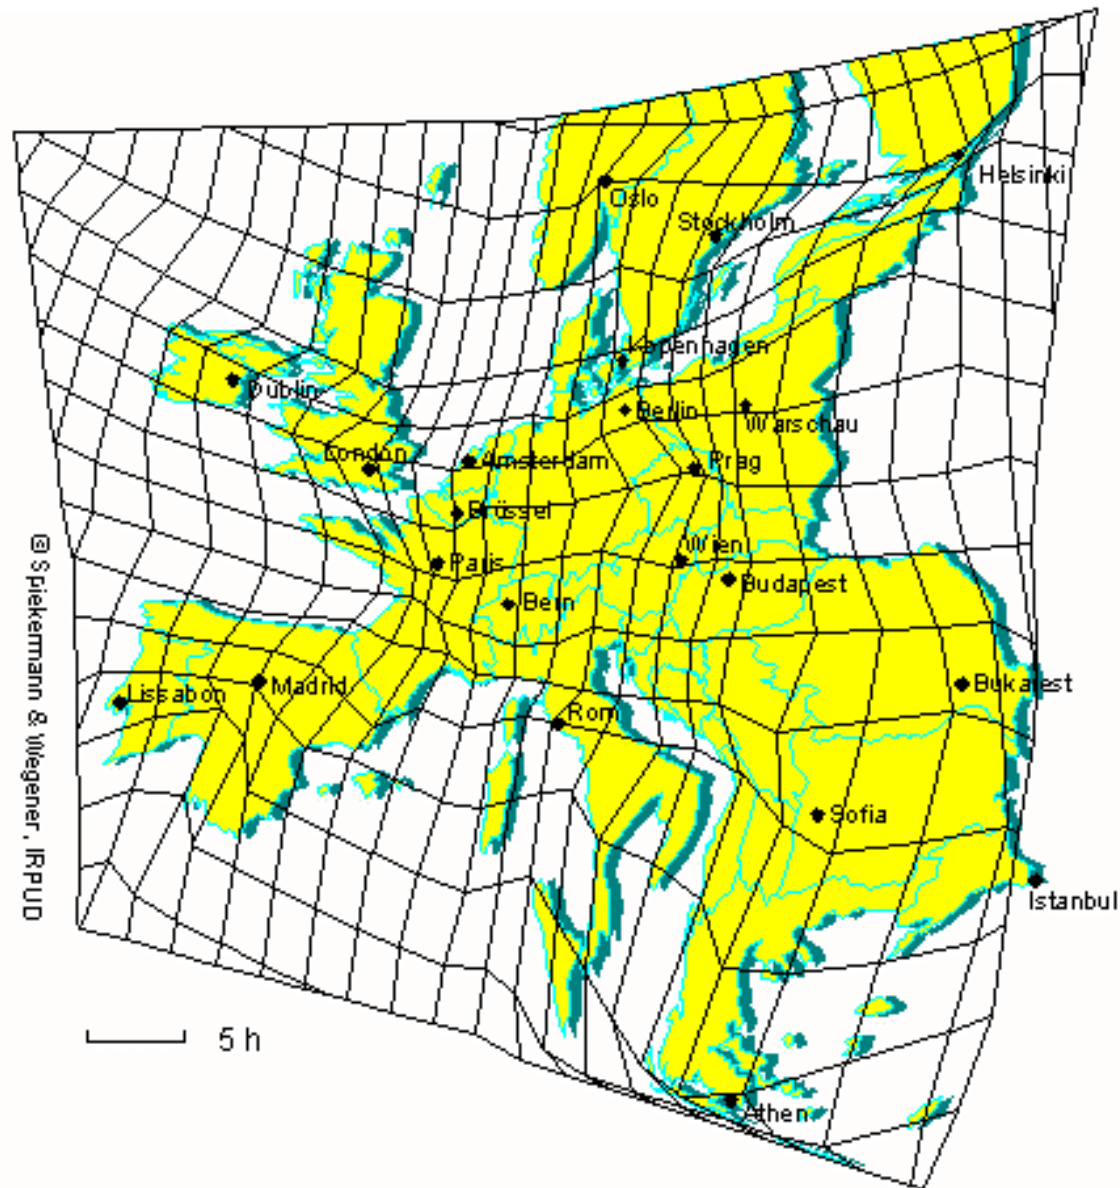 Helsinki
Oslo
Stockholm
Kopenhagen
Dublin
Berlin
Warschau
London
Amsterdam
Prag
Brüssel
Wien
Paris
Budapest
Bern
Lissabon
Madrid
Bukarest
Rom
Sofia
Istanbul
Athen
5 h
© Spiekermann & Wegener, IRPUD